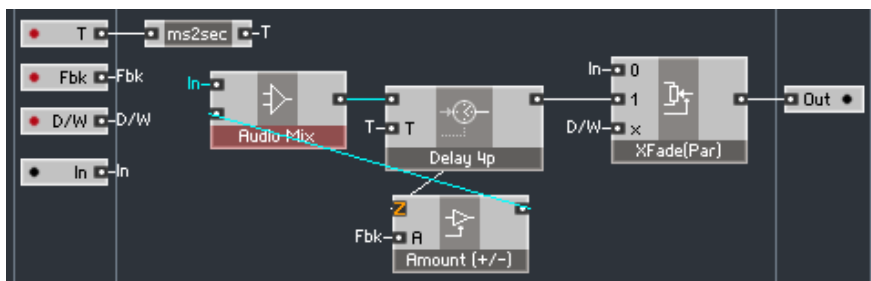 T
ms2sec
T
Fbk
Fbk
D/W
D/W
In
In
In
Audio Mix
T
T
Delay 4p
Z
Fbk
A
Amount (+/-)
In
0
1
D/W
x
XFade(Par)
Out